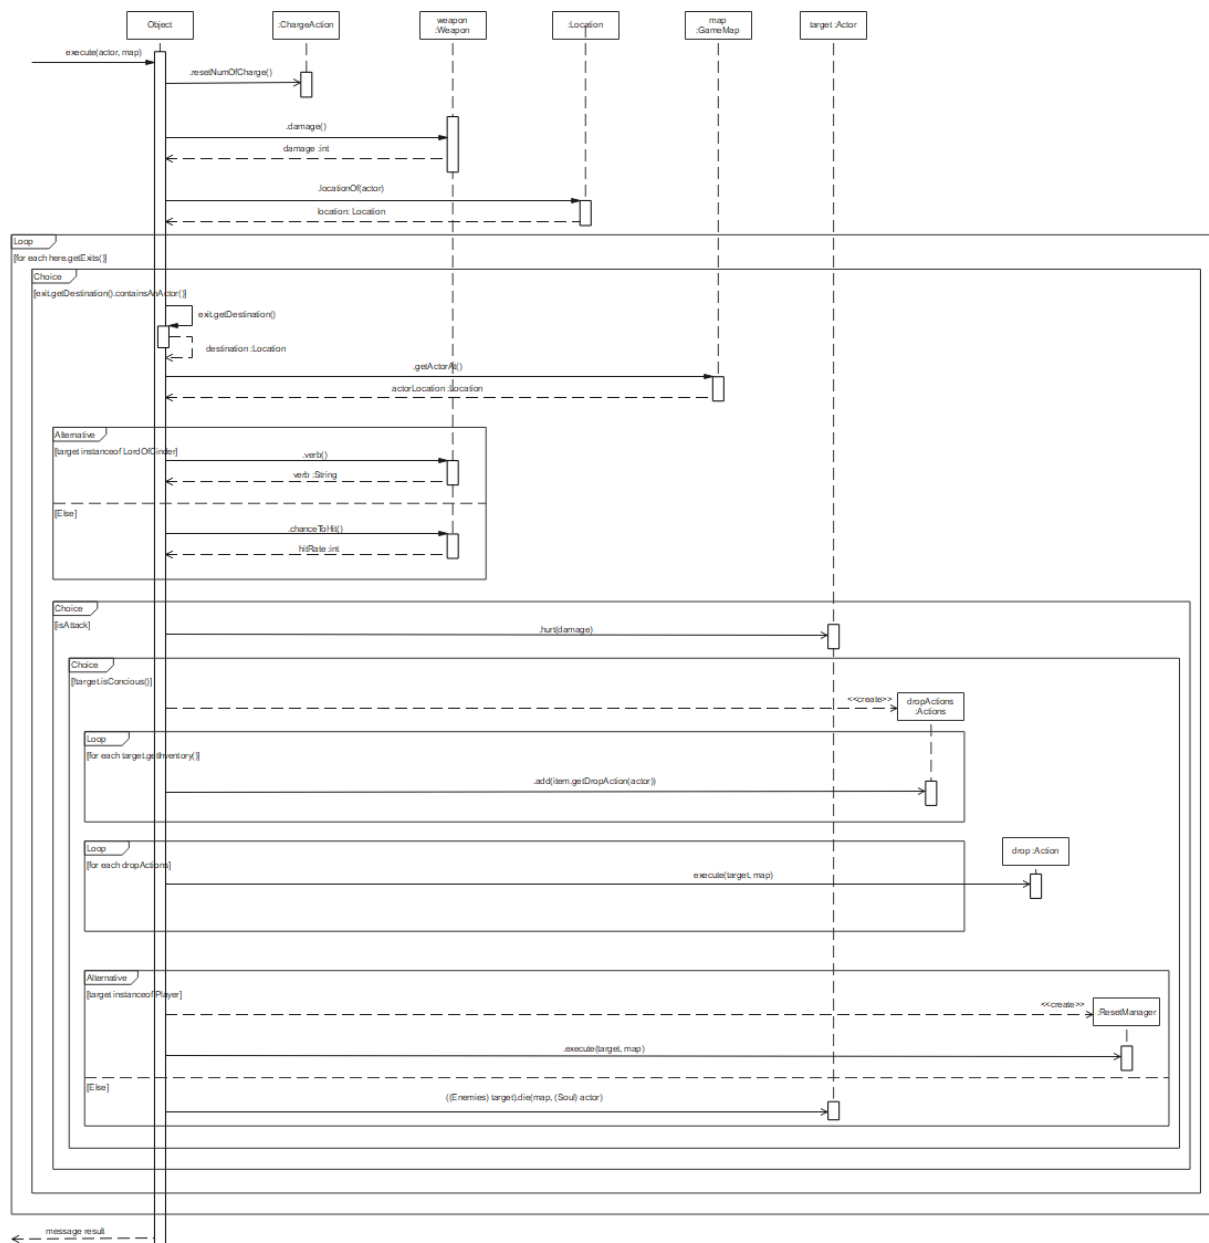 Object
:ChargeAction
weapon
:Weapon
:Location
map
:GameMap
target :Actor
execute(actor, map)
.resetNumOfCharge()
.damage()
damage :int
.locationOf(actor)
location: Location
Loop
[for each here.getExits()]
Choice
[exit.getDestination().containsAnActor()]
exit.getDestination()
destination :Location
.getActorAt()
actorLocation :Location
Alternative
[target instanceof LordOfCinder]
.verb()
verb :String
[Else]
.chanceToHit()
hitRate :int
Choice
[isAttack]
.hurt(damage)
Choice
[!target.isConcious()]
<<create>>
dropActions
:Actions
Loop
[for each target.getInventory()]
.add(item.getDropAction(actor))
Loop
[for each dropActions]
drop :Action
execute(target, map)
Alternative
[target instanceof Player]
<<create>>
:ResetManager
.execute(target, map)
[Else]
((Enemies) target).die(map, (Soul) actor)
message result